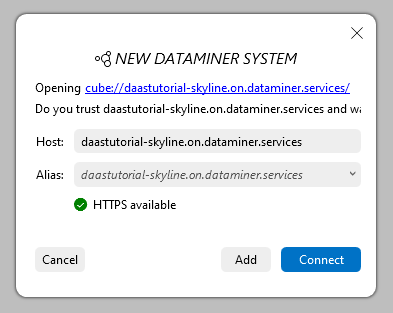 NEW DATAMINER SYSTEM
Opening cube://daastutorial-skyline.on.dataminer.services/
Do you trust daastutorial-skyline.on.dataminer.services and
Host: daastutorial-skyline.on.dataminer.services
Alias: daastutorial-skyline.on.dataminer.services
HTTPS available
Cancel Add Connect